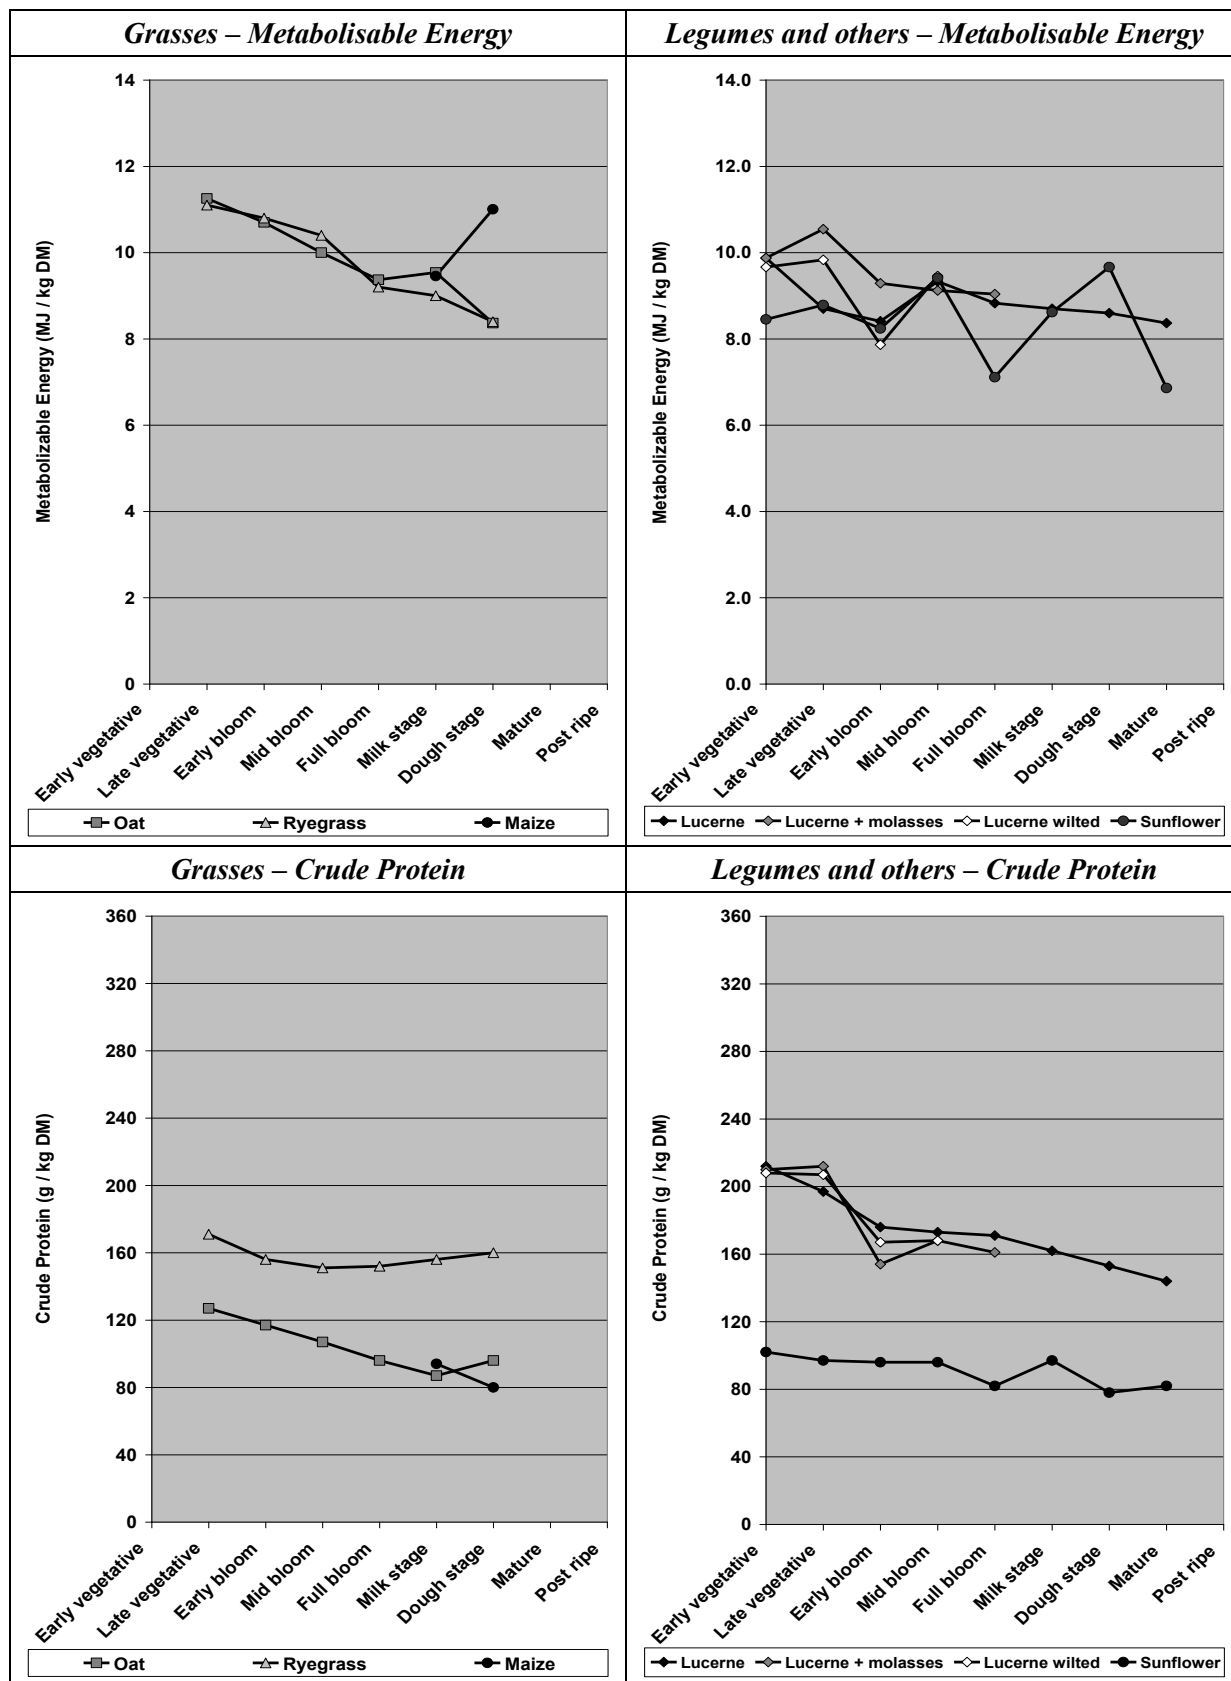 Grasses – Metabolisable Energy
Legumes and others – Metabolisable Energy
Metabolizable Energy (MJ / kg DM)
14
12
10
8
6
4
2
0
Early vegetative
Late vegetative
Early bloom
Mid bloom
Full bloom
Milk stage
Dough stage
Mature
Post ripe
Oat Ryegrass Maize
Metabolizable Energy (MJ / kg DM)
14.0
12.0
10.0
8.0
6.0
4.0
2.0
0.0
Early vegetative
Late vegetative
Early bloom
Mid bloom
Full bloom
Milk stage
Dough stage
Mature
Post ripe
Lucerne Lucerne + molasses Lucerne wilted Sunflower
Grasses – Crude Protein
Legumes and others – Crude Protein
Crude Protein (g / kg DM)
360
320
280
240
200
160
120
80
40
0
Early vegetative
Late vegetative
Early bloom
Mid bloom
Full bloom
Milk stage
Dough stage
Mature
Post ripe
Oat Ryegrass Maize
Crude Protein (g / kg DM)
360
320
280
240
200
160
120
80
40
0
Early vegetative
Late vegetative
Early bloom
Mid bloom
Full bloom
Milk stage
Dough stage
Mature
Post ripe
Lucerne Lucerne + molasses Lucerne wilted Sunflower